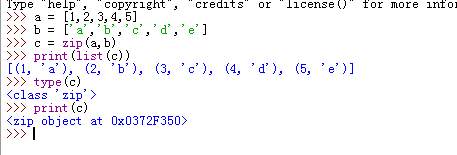 Type "help", "copyright", "credits" or "license()" for more infor
>>> a = [1,2,3,4,5]
>>> b = ['a','b','c','d','e']
>>> c = zip(a,b)
>>> print(list(c))
[(1, 'a'), (2, 'b'), (3, 'c'), (4, 'd'), (5, 'e')]
>>> type(c)
<class 'zip'>
>>> print(c)
<zip object at 0x0372F350>
>>>